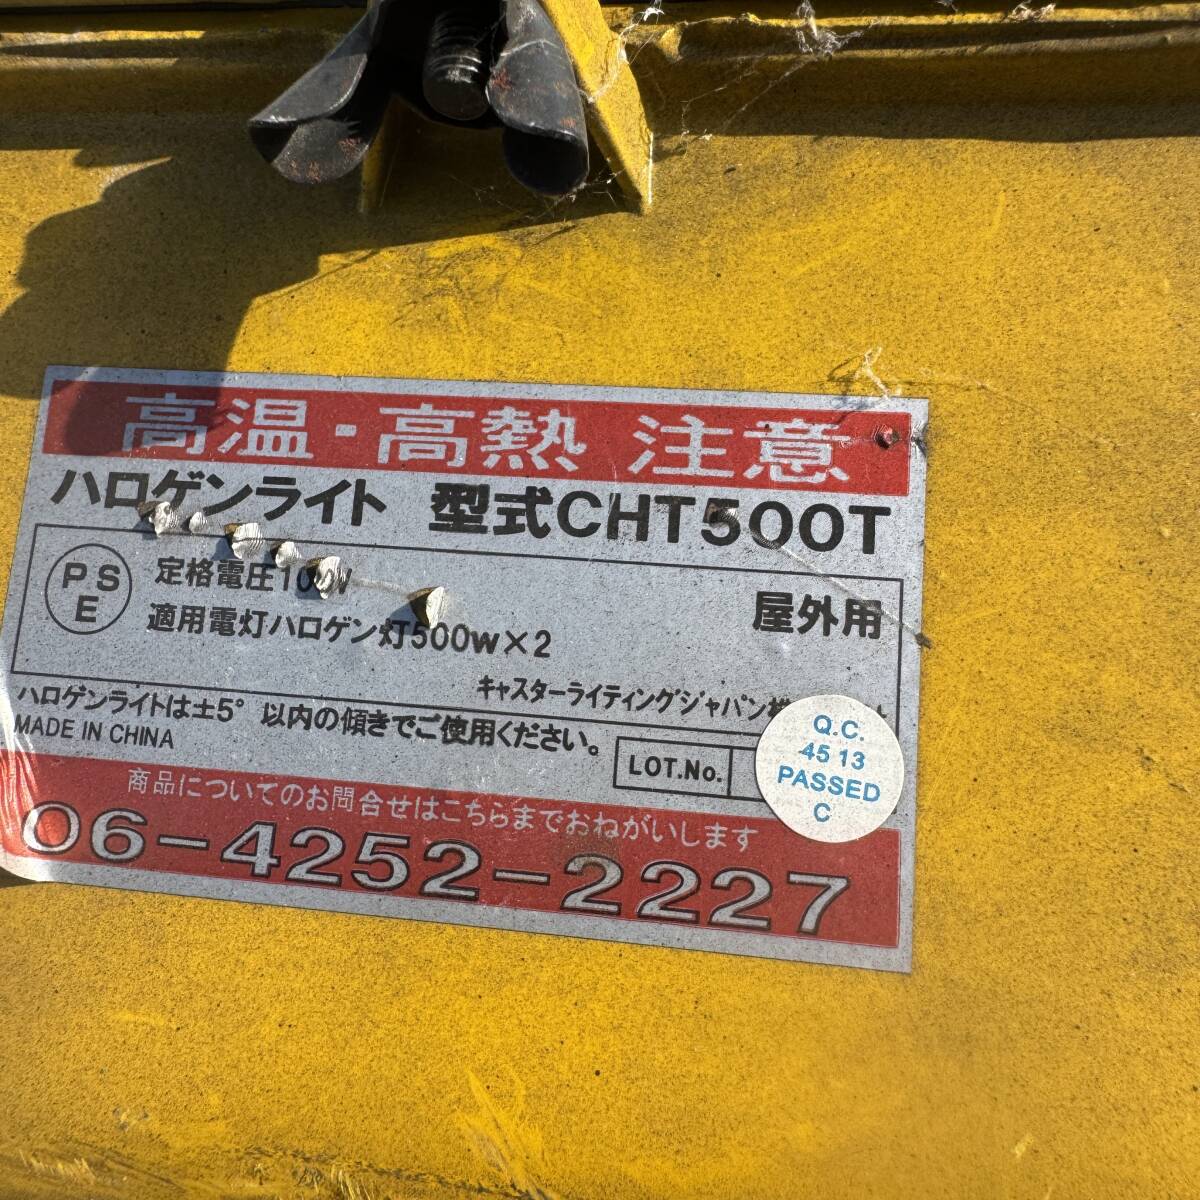 高温・高熱 注意
ハロゲンライト 型式CHT500T
PSE
定格電圧100w
屋外用
適用電灯ハロゲン灯500w×2
キャスターライティングジャパン
ハロゲンライトは±5° 以内の傾きでご使用ください。
MADE IN CHINA
LOT.No.
Q.C.
45 13
PASSED
C
商品についてのお問合せはこちらまでおねがいします
06-4252-2227